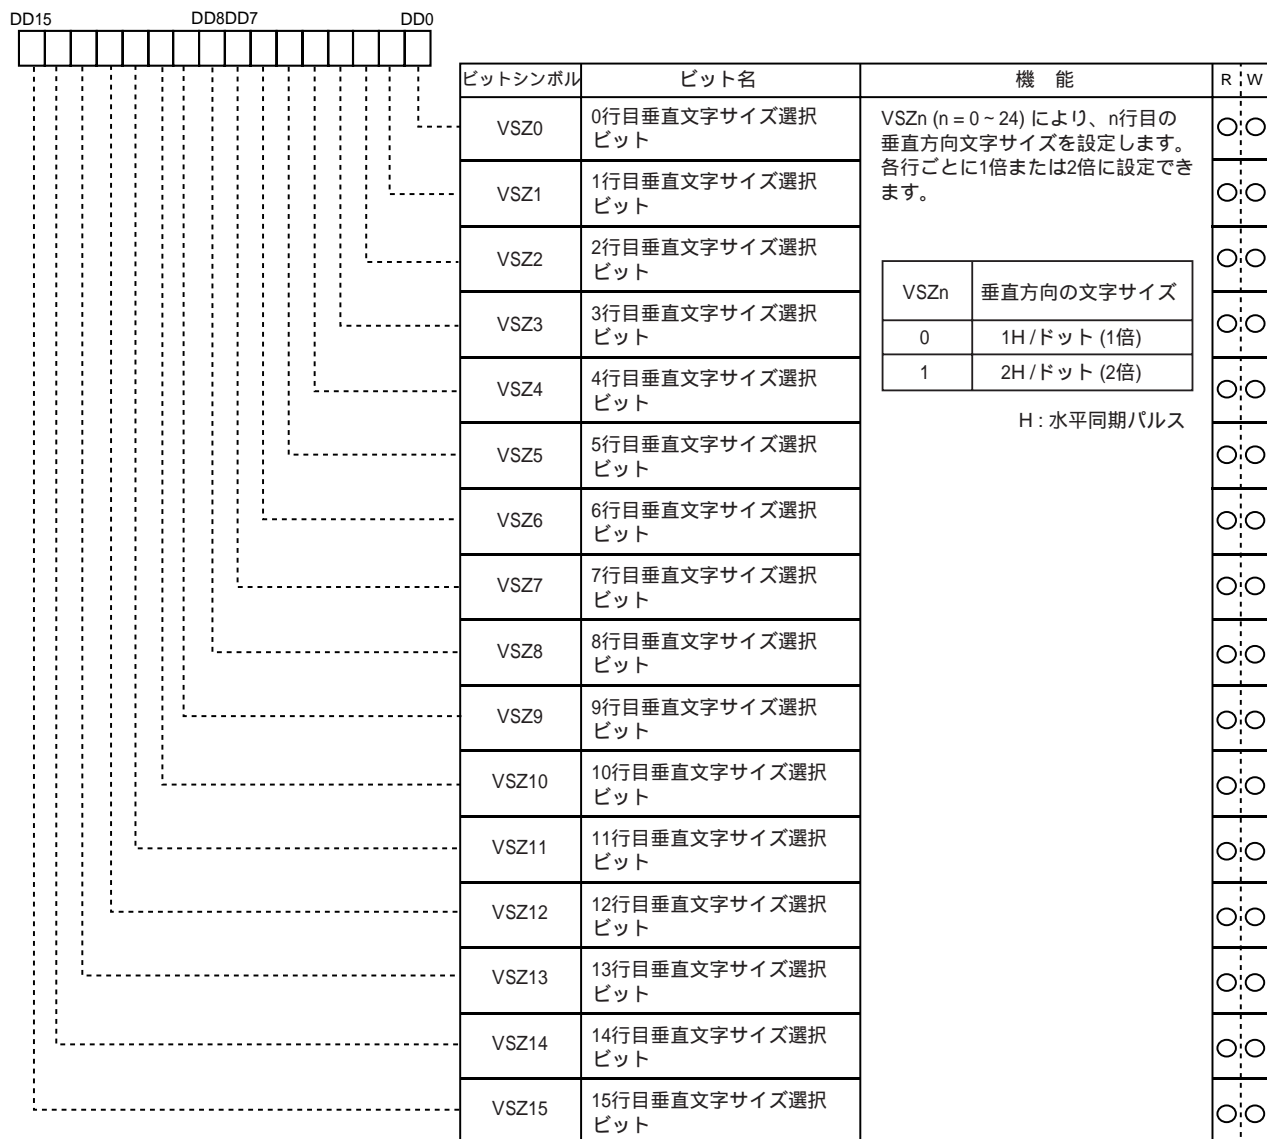 DD15 DD8DD7 DD0
ビットシンボル ビット名 機 能 R W
VSZ0 0行目垂直文字サイズ選択
ビット
VSZn (n = 0 ~ 24) により、n行目の
垂直方向文字サイズを設定します。
各行ごとに1倍または2倍に設定でき
ます。
VSZn 垂直方向の文字サイズ
0 1H /ドット (1倍)
1 2H /ドット (2倍)
H : 水平同期パルス
○ ○
VSZ1 1行目垂直文字サイズ選択
ビット
○ ○
VSZ2 2行目垂直文字サイズ選択
ビット
○ ○
VSZ3 3行目垂直文字サイズ選択
ビット
○ ○
VSZ4 4行目垂直文字サイズ選択
ビット
○ ○
VSZ5 5行目垂直文字サイズ選択
ビット
○ ○
VSZ6 6行目垂直文字サイズ選択
ビット
○ ○
VSZ7 7行目垂直文字サイズ選択
ビット
○ ○
VSZ8 8行目垂直文字サイズ選択
ビット
○ ○
VSZ9 9行目垂直文字サイズ選択
ビット
○ ○
VSZ10 10行目垂直文字サイズ選択
ビット
○ ○
VSZ11 11行目垂直文字サイズ選択
ビット
○ ○
VSZ12 12行目垂直文字サイズ選択
ビット
○ ○
VSZ13 13行目垂直文字サイズ選択
ビット
○ ○
VSZ14 14行目垂直文字サイズ選択
ビット
○ ○
VSZ15 15行目垂直文字サイズ選択
ビット
○ ○